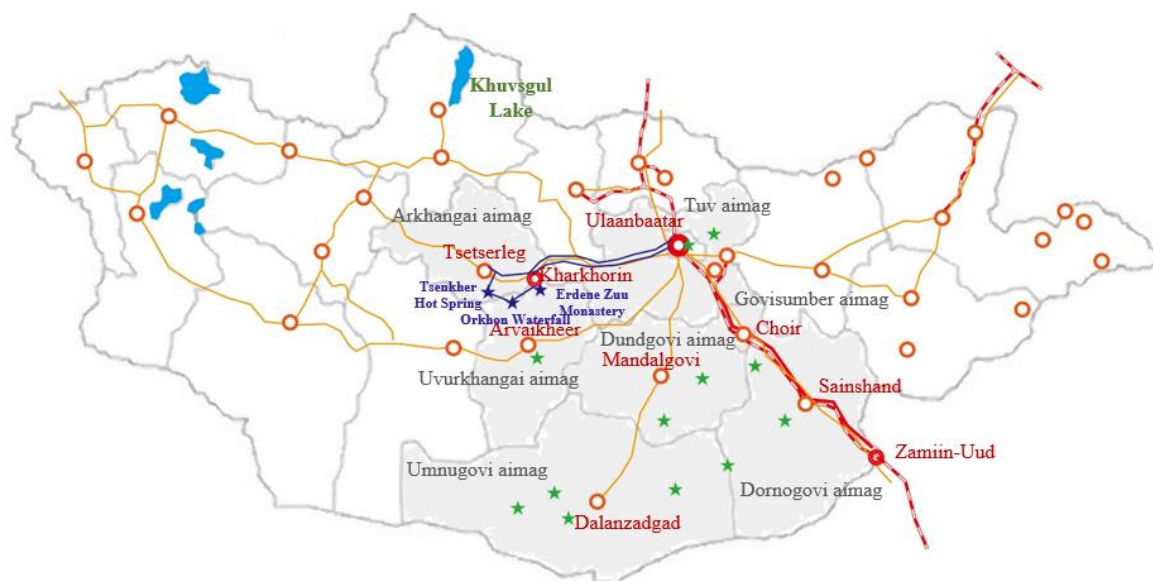 Khuvsgul
Lake
Arkhangai aimag
Tuv aimag
Ulaanbaatar
Tsetserleg
Kharkhorin
Tsenkher
Hot Spring
Erdene Zuu
Monastery
Orkhon Waterfall
Govisumber aimag
Arvaikheer
Dundgovi aimag
Choir
Mandalgovi
Uvurkhangai aimag
Sainshand
Zamiin-Uud
Umnugovi aimag
Dornogovi aimag
Dalanzadgad